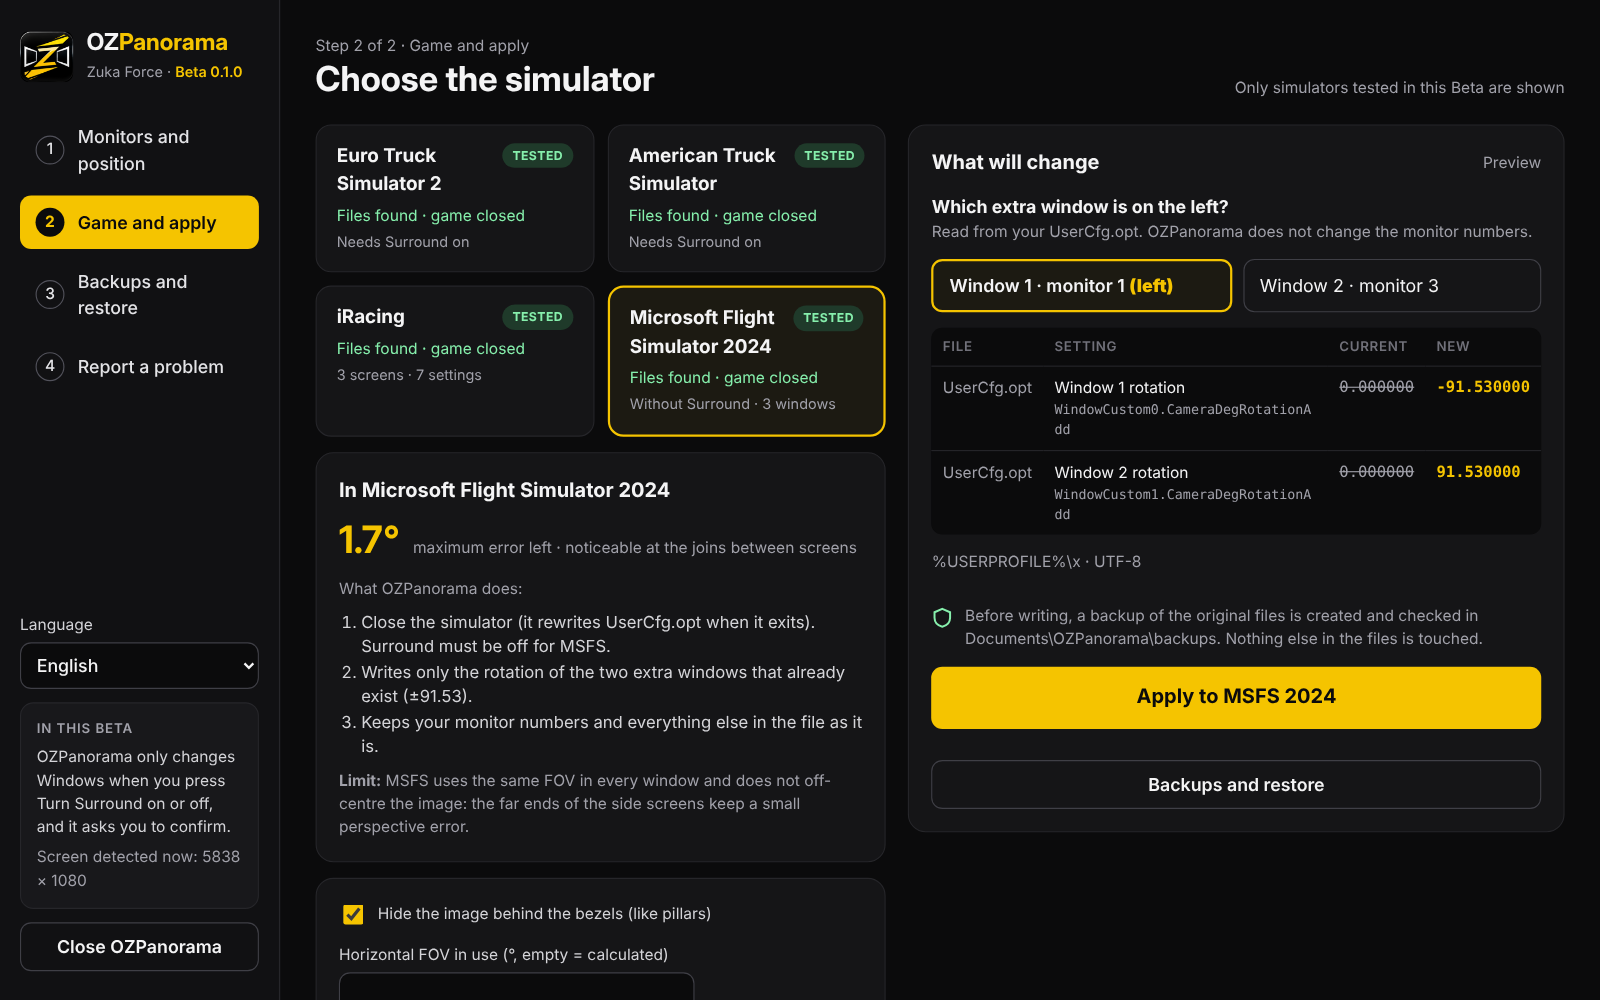 OZPanorama
Zuka Force · Beta 0.1.0
1
Monitors and
position
2
Game and apply
3
Backups and
restore
4
Report a problem
Language
English
IN THIS BETA
OZPanorama only changes
Windows when you press
Turn Surround on or off,
and it asks you to confirm.
Screen detected now: 5838
× 1080
Close OZPanorama
Step 2 of 2 · Game and apply
Choose the simulator
Only simulators tested in this Beta are shown
Euro Truck
Simulator 2
TESTED
Files found · game closed
Needs Surround on
American Truck
Simulator
TESTED
Files found · game closed
Needs Surround on
iRacing
TESTED
Files found · game closed
3 screens · 7 settings
Microsoft Flight
Simulator 2024
TESTED
Files found · game closed
Without Surround · 3 windows
In Microsoft Flight Simulator 2024
1.7° maximum error left · noticeable at the joins between screens
What OZPanorama does:
1. Close the simulator (it rewrites UserCfg.opt when it exits).
Surround must be off for MSFS.
2. Writes only the rotation of the two extra windows that already
exist (±91.53).
3. Keeps your monitor numbers and everything else in the file as it
is.
Limit: MSFS uses the same FOV in every window and does not off-
centre the image: the far ends of the side screens keep a small
perspective error.
Hide the image behind the bezels (like pillars)
Horizontal FOV in use (°, empty = calculated)
What will change
Preview
Which extra window is on the left?
Read from your UserCfg.opt. OZPanorama does not change the monitor numbers.
Window 1 · monitor 1 (left)
Window 2 · monitor 3
FILE SETTING CURRENT NEW
UserCfg.opt Window 1 rotation 0.000000 -91.530000
WindowCustom0.CameraDegRotationA
dd
UserCfg.opt Window 2 rotation 0.000000 91.530000
WindowCustom1.CameraDegRotationA
dd
%USERPROFILE%\x · UTF-8
Before writing, a backup of the original files is created and checked in
Documents\OZPanorama\backups. Nothing else in the files is touched.
Apply to MSFS 2024
Backups and restore